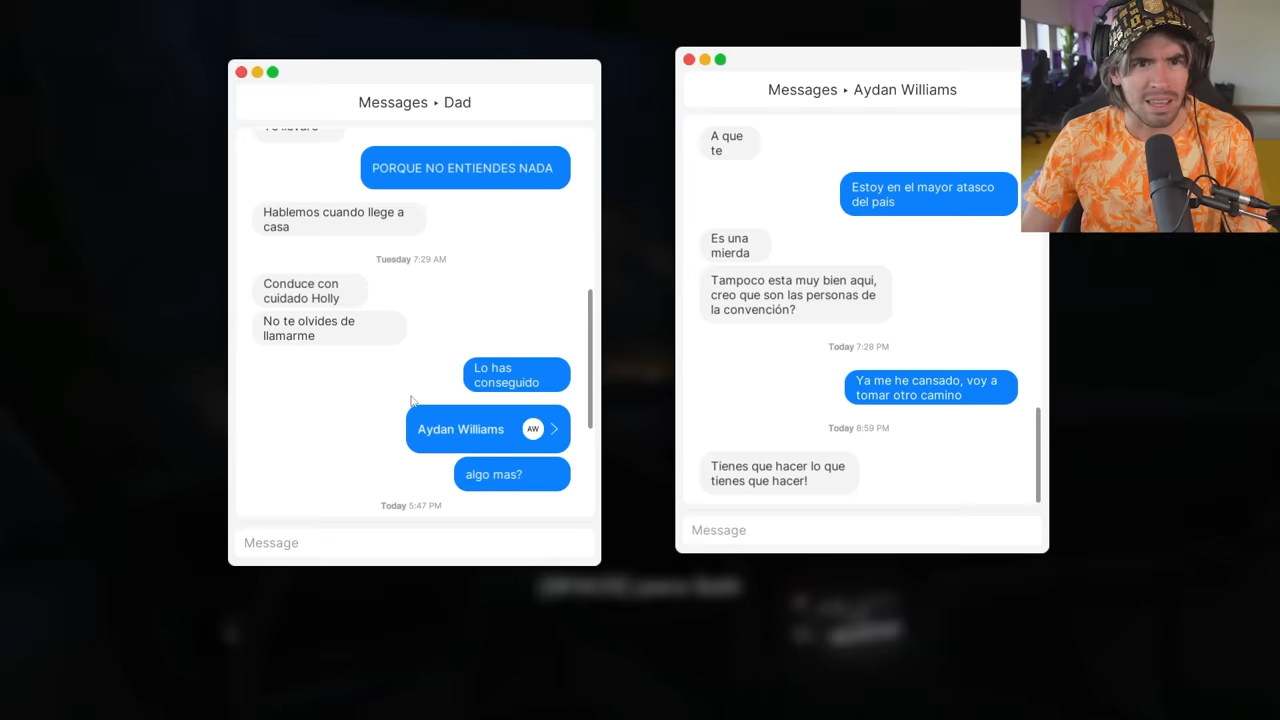 Messages ▸ Dad
PORQUE NO ENTIENDES NADA
Hablemos cuando llege a
casa
Tuesday 7:29 AM
Conduce con
cuidado Holly
No te olvides de
llamarme
Lo has
conseguido
Aydan Williams
AW
algo mas?
Today 5:47 PM
Message
Messages ▸ Aydan Williams
A que
te
Estoy en el mayor atasco
del pais
Es una
mierda
Tampoco esta muy bien aqui,
creo que son las personas de
la convención?
Today 7:28 PM
Ya me he cansado, voy a
tomar otro camino
Today 8:59 PM
Tienes que hacer lo que
tienes que hacer!
Message